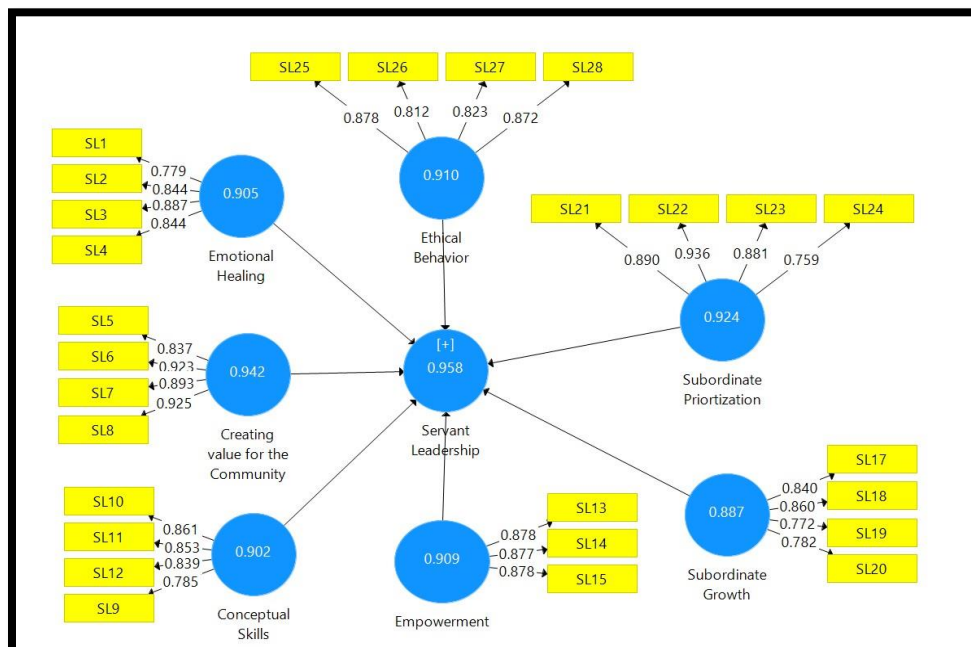 SL25
SL26
SL27
SL28
0.878
0.812
0.823
0.872
0.910
Ethical
Behavior
SL1
SL2
SL3
SL4
0.779
0.844
0.887
0.844
0.905
Emotional
Healing
SL21
SL22
SL23
SL24
0.890
0.936
0.881
0.759
0.924
Subordinate
Priortization
SL5
SL6
SL7
SL8
0.837
0.923
0.893
0.925
0.942
Creating
value for the
Community
[+]
0.958
Servant
Leadership
SL10
SL11
SL12
SL9
0.861
0.853
0.839
0.785
0.902
Conceptual
Skills
0.909
Empowerment
0.878
0.877
0.878
SL13
SL14
SL15
0.887
Subordinate
Growth
0.840
0.860
0.772
0.782
SL17
SL18
SL19
SL20